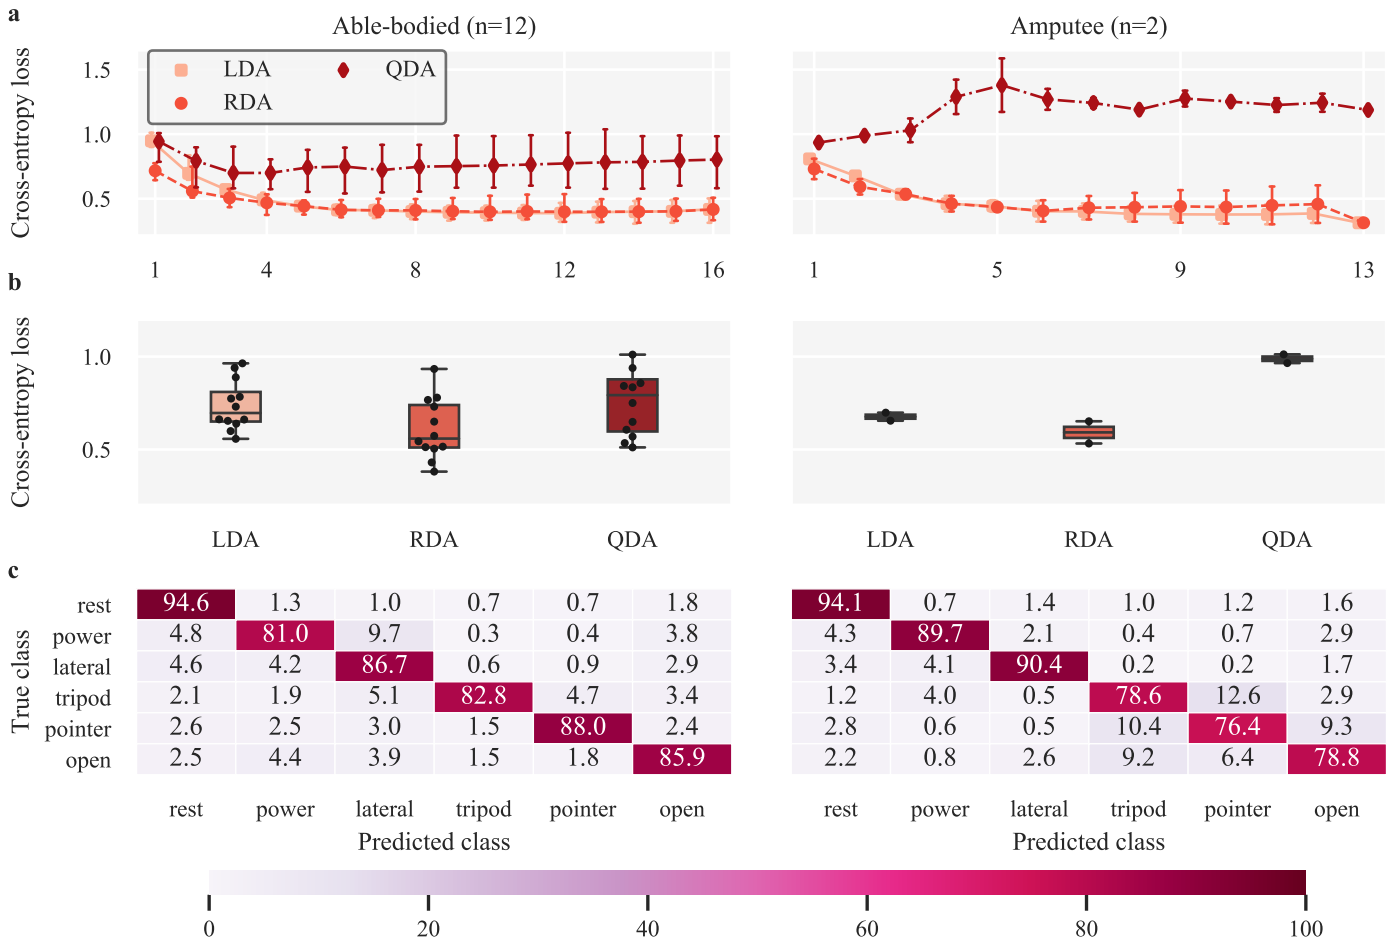 a
Able-bodied (n=12)
Amputee (n=2)
Cross-entropy loss
1.5
1.0
0.5
LDA
QDA
RDA
1 4 8 12 16
1 5 9 13
b
Cross-entropy loss
1.0
0.5
LDA RDA QDA
LDA RDA QDA
c
True class
rest 94.6 1.3 1.0 0.7 0.7 1.8
power 4.8 81.0 9.7 0.3 0.4 3.8
lateral 4.6 4.2 86.7 0.6 0.9 2.9
tripod 2.1 1.9 5.1 82.8 4.7 3.4
pointer 2.6 2.5 3.0 1.5 88.0 2.4
open 2.5 4.4 3.9 1.5 1.8 85.9
rest power lateral tripod pointer open
Predicted class
94.1 0.7 1.4 1.0 1.2 1.6
4.3 89.7 2.1 0.4 0.7 2.9
3.4 4.1 90.4 0.2 0.2 1.7
1.2 4.0 0.5 78.6 12.6 2.9
2.8 0.6 0.5 10.4 76.4 9.3
2.2 0.8 2.6 9.2 6.4 78.8
rest power lateral tripod pointer open
Predicted class
0 20 40 60 80 100